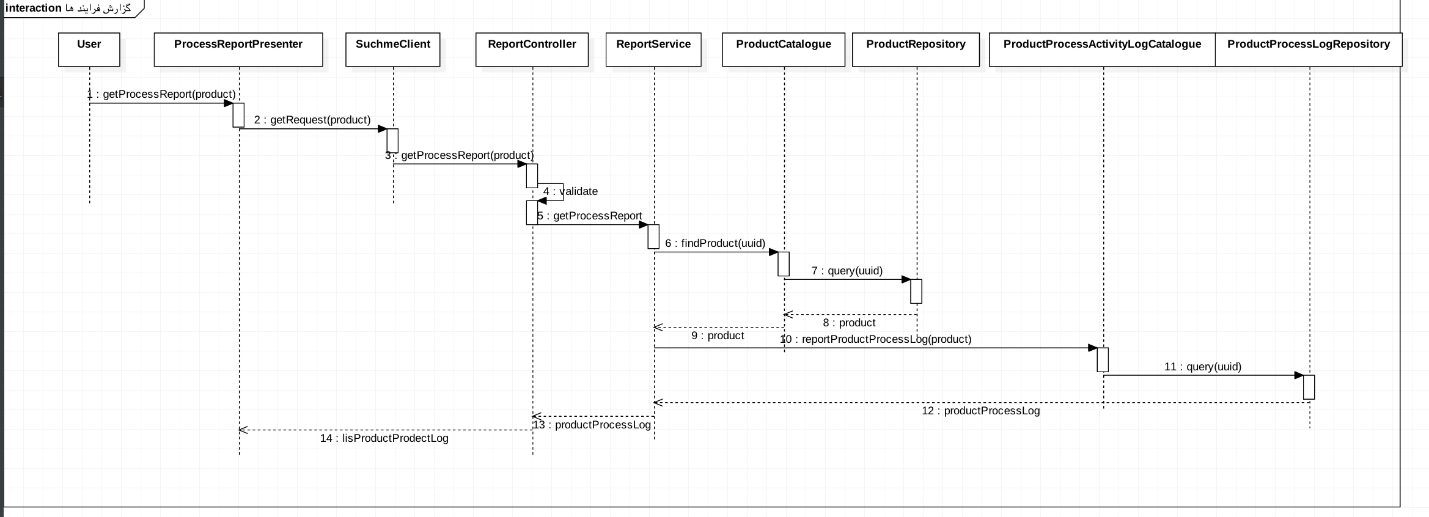 interaction گزارش فرایند ها
User
ProcessReportPresenter
SuchmeClient
ReportController
ReportService
ProductCatalogue
ProductRepository
ProductProcessActivityLogCatalogue
ProductProcessLogRepository
1 : getProcessReport(product)
2 : getRequest(product)
3 : getProcessReport(product)
4 : validate
5 : getProcessReport
6 : findProduct(uuid)
7 : query(uuid)
8 : product
9 : product
10 : reportProductProcessLog(product)
11 : query(uuid)
12 : productProcessLog
13 : productProcessLog
14 : lisProductProdectLog